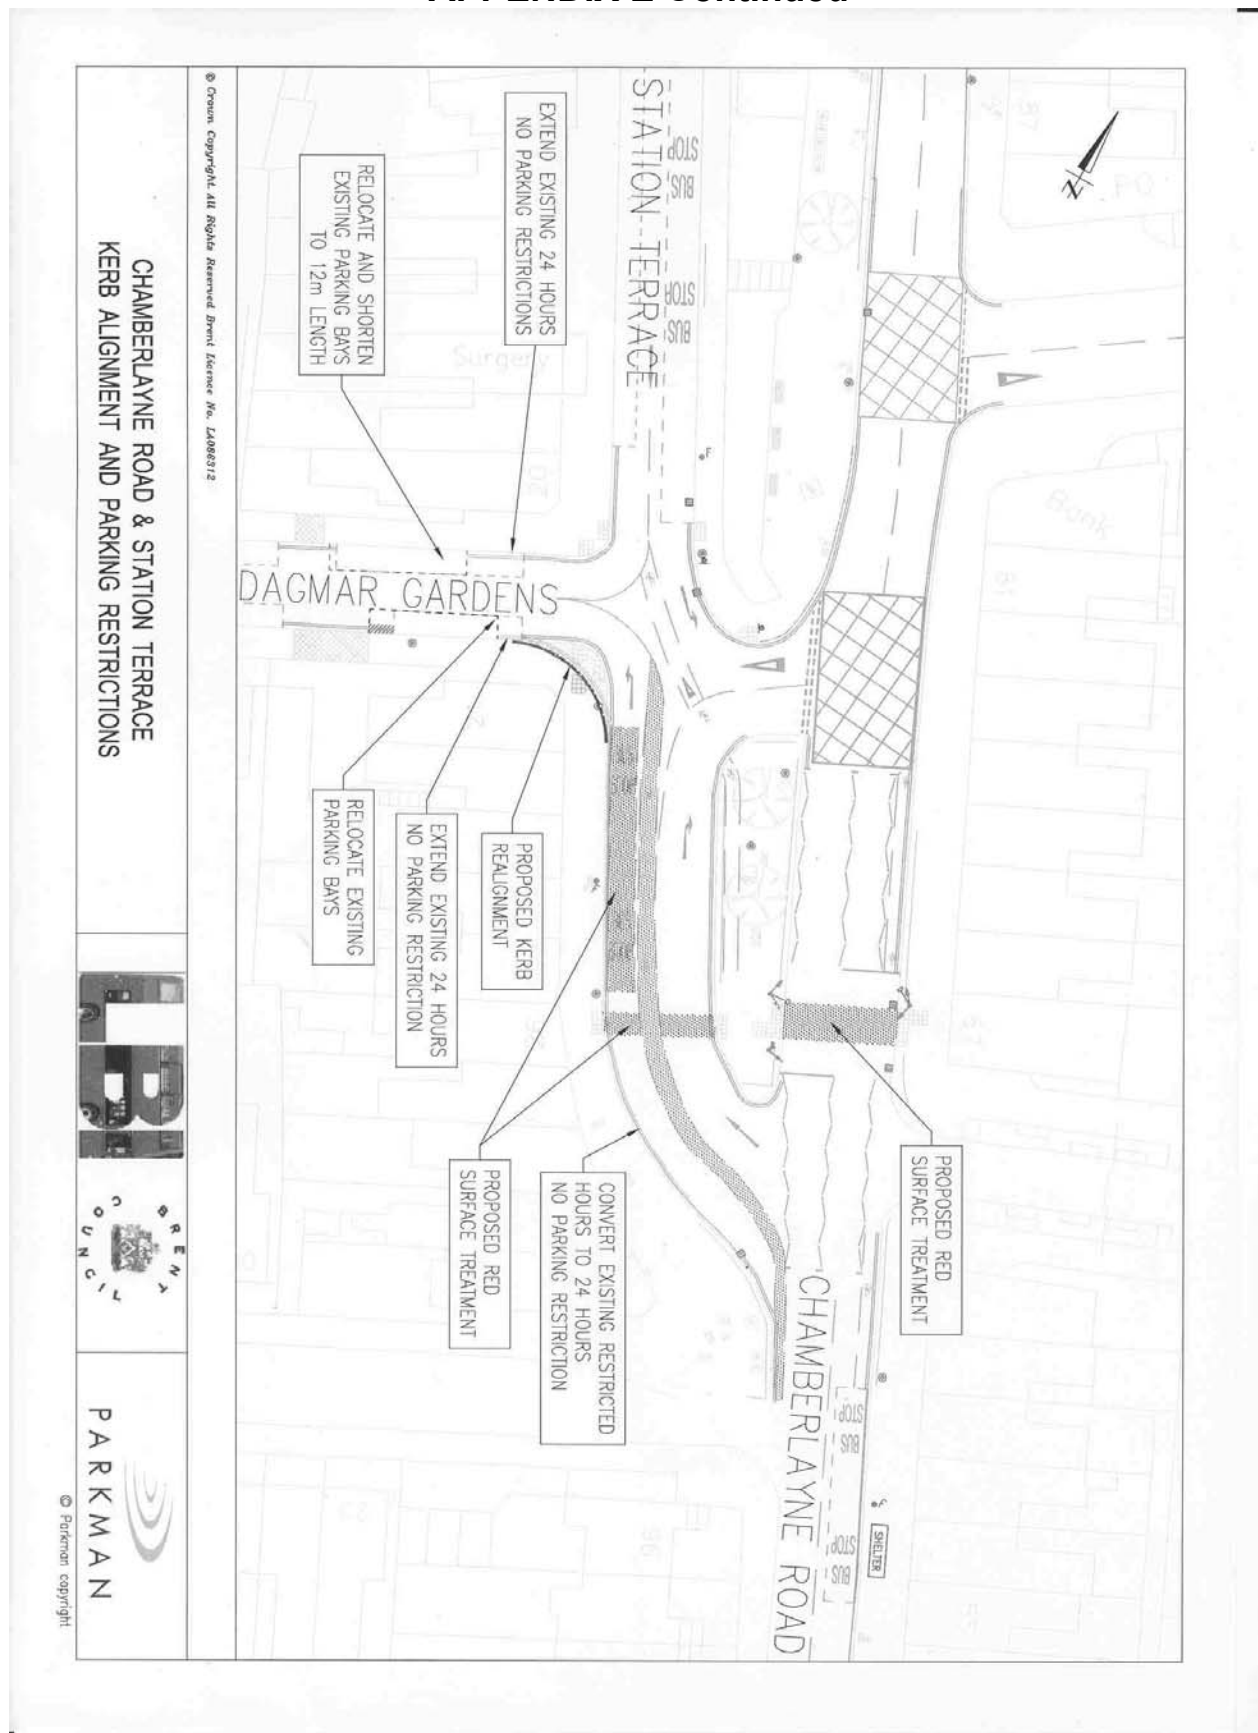 STATION TERRACE
BUS
STOP
BUS
STOP
EXTEND EXISTING 24 HOURS
NO PARKING RESTRICTIONS
RELOCATE AND SHORTEN
EXISTING PARKING BAYS
TO 12m LENGTH
Surgery
PO
Bank
N
DAGMAR GARDENS
RELOCATE EXISTING
PARKING BAYS
EXTEND EXISTING 24 HOURS
NO PARKING RESTRICTION
PROPOSED KERB
REALIGNMENT
PROPOSED RED
SURFACE TREATMENT
CONVERT EXISTING RESTRICTED
HOURS TO 24 HOURS
NO PARKING RESTRICTION
PROPOSED RED
SURFACE TREATMENT
CHAMBERLAYNE ROAD
BUS
STOP
BUS
STOP
SHELTER
© Crown Copyright. All Rights Reserved. Brent Licence No. LA086312
CHAMBERLAYNE ROAD & STATION TERRACE
KERB ALIGNMENT AND PARKING RESTRICTIONS
BRENT
COUNCIL
PARKMAN
© Parkman copyright